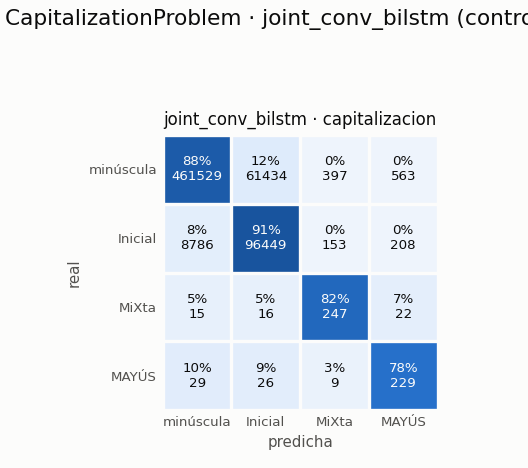 CapitalizationProblem · joint_conv_bilstm (contro
joint_conv_bilstm · capitalizacion
minúscula 88% 12% 0% 0%
461529 61434 397 563
Inicial 8% 91% 0% 0%
8786 96449 153 208
real
MiXta 5% 5% 82% 7%
15 16 247 22
MAYÚS 10% 9% 3% 78%
29 26 9 229
minúscula Inicial MiXta MAYÚS
predicha